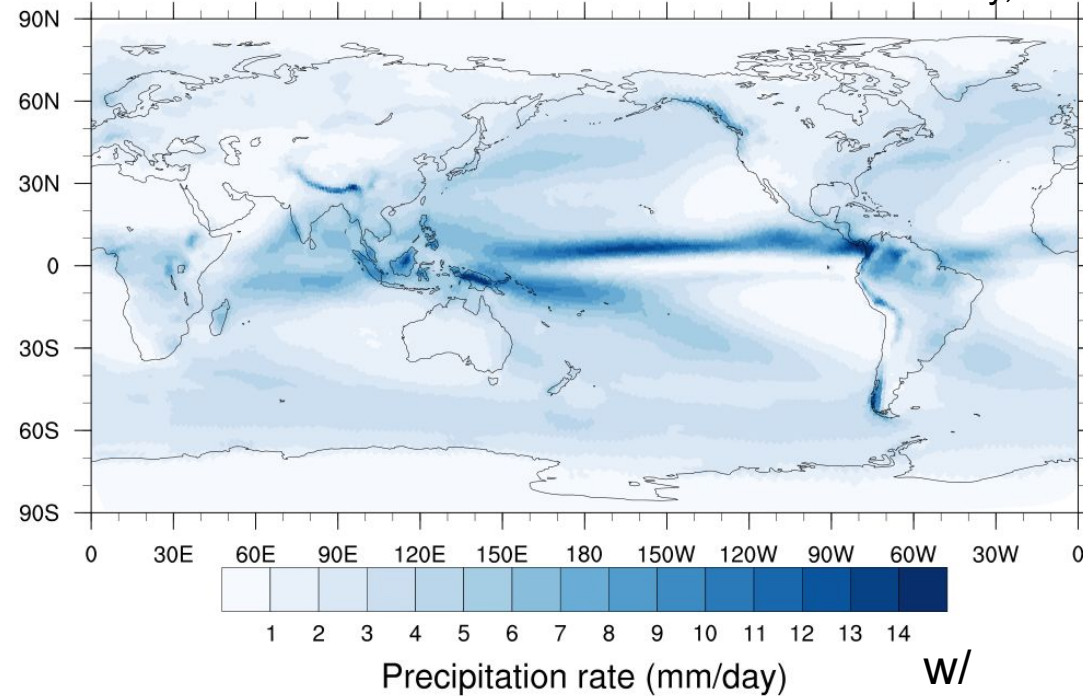 y,
90N
60N
30N
0
30S
60S
90S
0 30E 60E 90E 120E 150E 180 150W 120W 90W 60W 30W 0
1 2 3 4 5 6 7 8 9 10 11 12 13 14
Precipitation rate (mm/day) w/